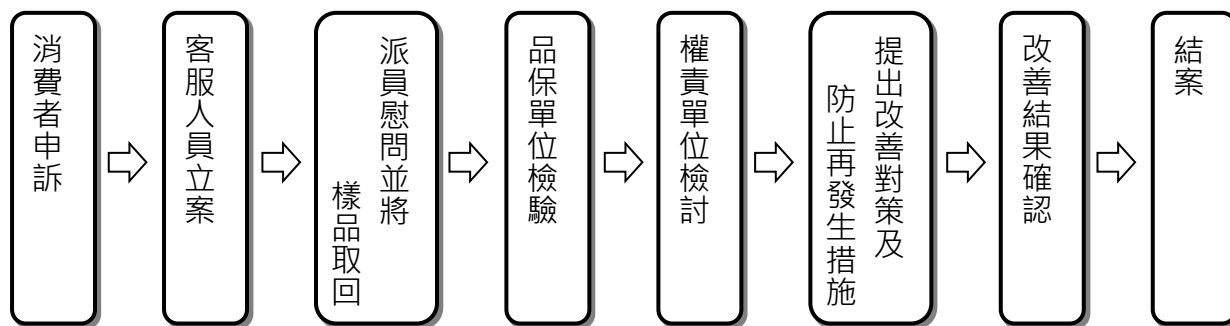 消費者申訴
客服人員立案
派員慰問並將
樣品取回
品保單位檢驗
權責單位檢討
提出改善對策及
防止再發生措施
改善結果確認
結案